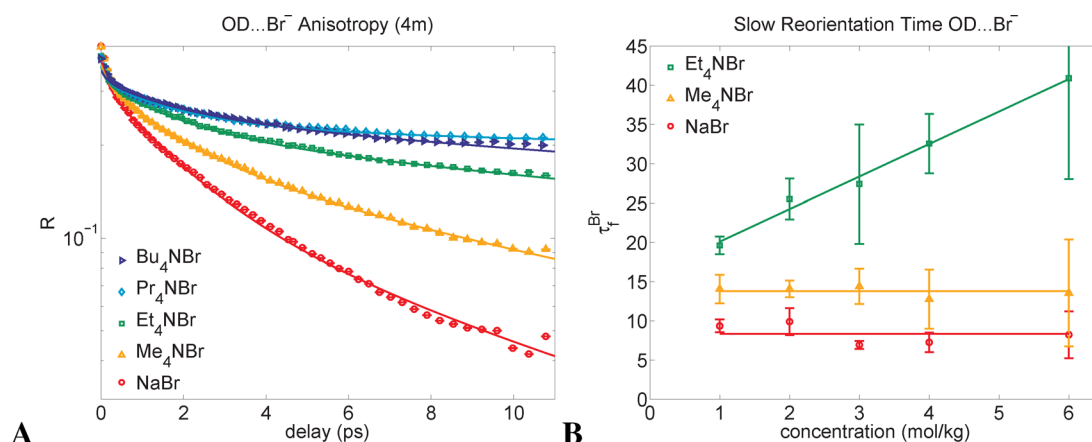 OD...Br⁻ Anisotropy (4m)
R
10⁻¹
Bu₄NBr
Pr₄NBr
Et₄NBr
Me₄NBr
NaBr
0 2 4 6 8 10
delay (ps)
A
Slow Reorientation Time OD...Br⁻
τ_f^Br
45
40
35
30
25
20
15
10
5
0
Et₄NBr
Me₄NBr
NaBr
0 1 2 3 4 5 6
concentration (mol/kg)
B